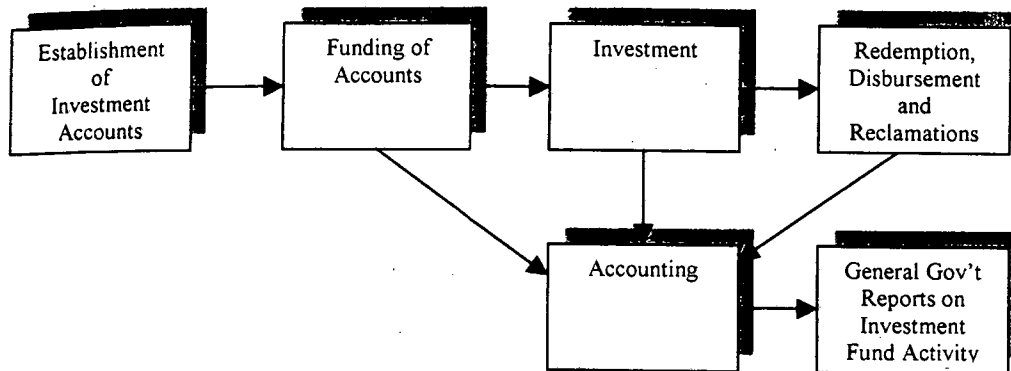 Establishment
of
Investment
Accounts
Funding of
Accounts
Investment
Redemption,
Disbursement
and
Reclamations
Accounting
General Gov't
Reports on
Investment
Fund Activity